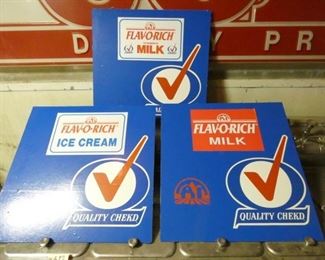 D Y P R
FLAV-O-RICH
MILK
FLAV-O-RICH
ICE CREAM
QUALITY CHEKD
FLAV-O-RICH
MILK
QUALITY CHEKD